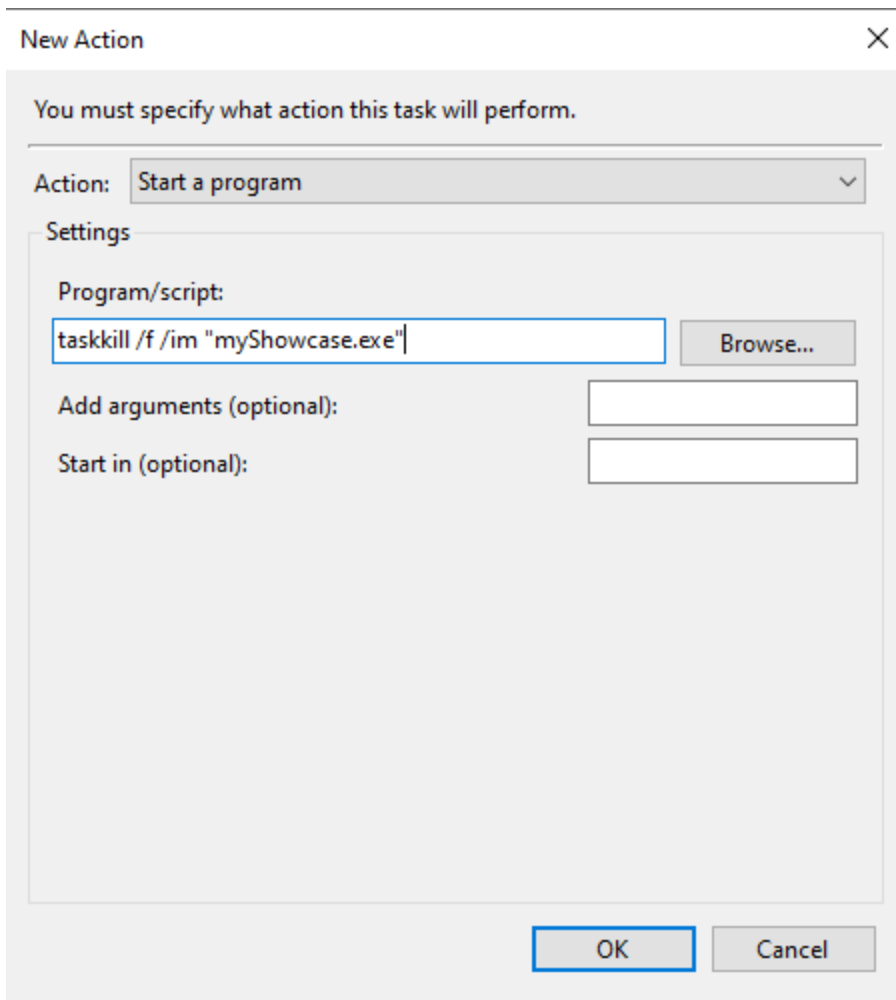 New Action
You must specify what action this task will perform.
Action: Start a program
Settings
Program/script:
taskkill /f /im "myShowcase.exe"
Browse...
Add arguments (optional):
Start in (optional):
OK Cancel